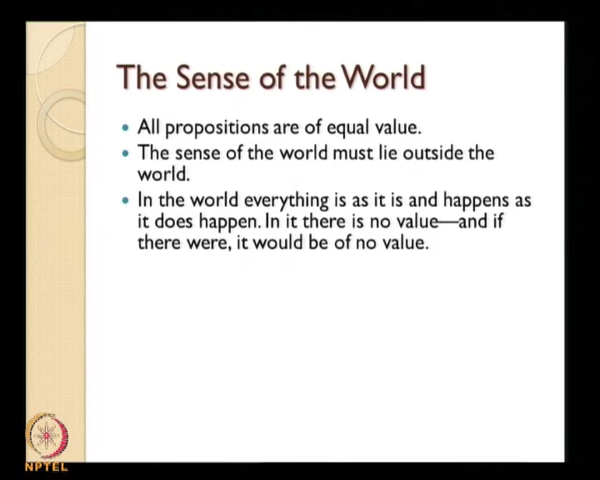 The Sense of the World
All propositions are of equal value.
The sense of the world must lie outside the
world.
In the world everything is as it is and happens as
it does happen. In it there is no value—and if
there were, it would be of no value.
NPTEL